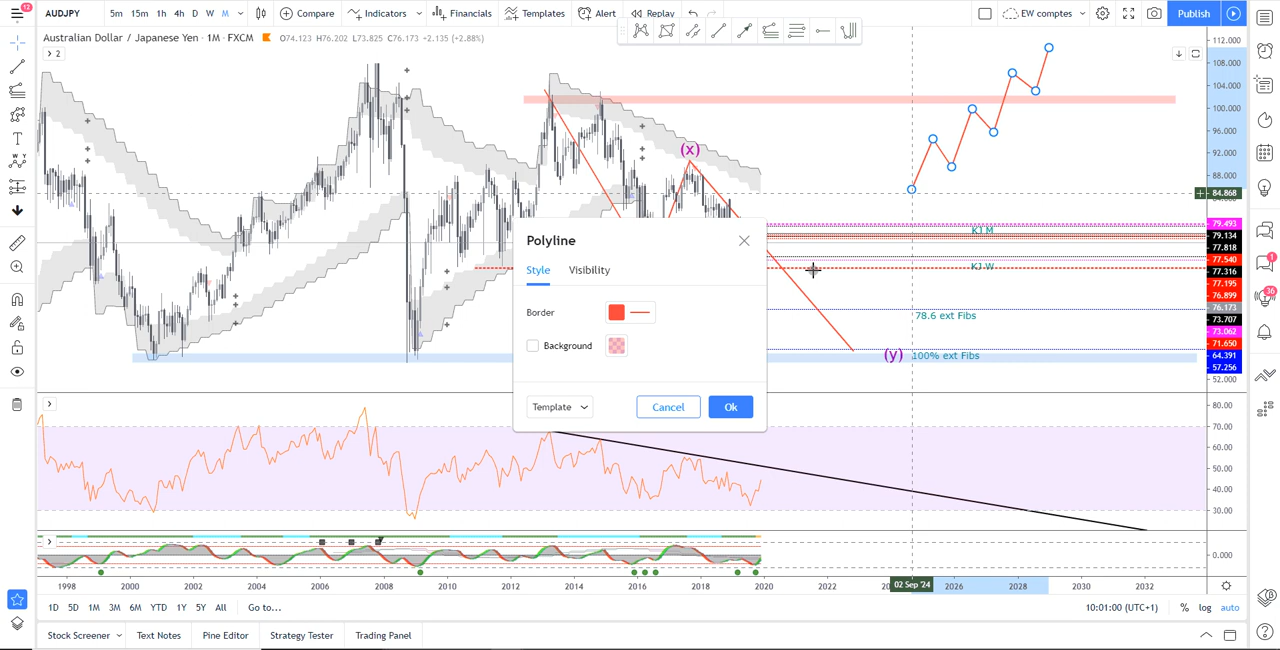 12 AUDJPY 5m 15m 1h 4h D W M Compare Indicators Financials Templates Alert Replay EW comptes Publish
Australian Dollar / Japanese Yen · 1M · FXCM O74.123 H76.202 L73.825 C76.173 +2.135 (+2.88%)
2
112.000
108.000
104.000
100.000
96.000
92.000
88.000
84.868
79.493
79.134
77.818
77.540
77.316
77.195
76.899
76.173
73.707
73.062
71.650
64.391
57.256
52.000
(x)
KJ M
KJ W
78.6 ext Fibs
(y) 100% ext Fibs
Polyline
Style Visibility
Border
Background
Template Cancel Ok
80.00
70.00
60.00
50.00
40.00
30.00
0.000
1998 2000 2002 2004 2006 2008 2010 2012 2014 2016 2018 2020 2022 02 Sep '24 2026 2028 2030 2032
1D 5D 1M 3M 6M YTD 1Y 5Y All Go to... 10:01:00 (UTC+1) % log auto
Stock Screener Text Notes Pine Editor Strategy Tester Trading Panel
1
36